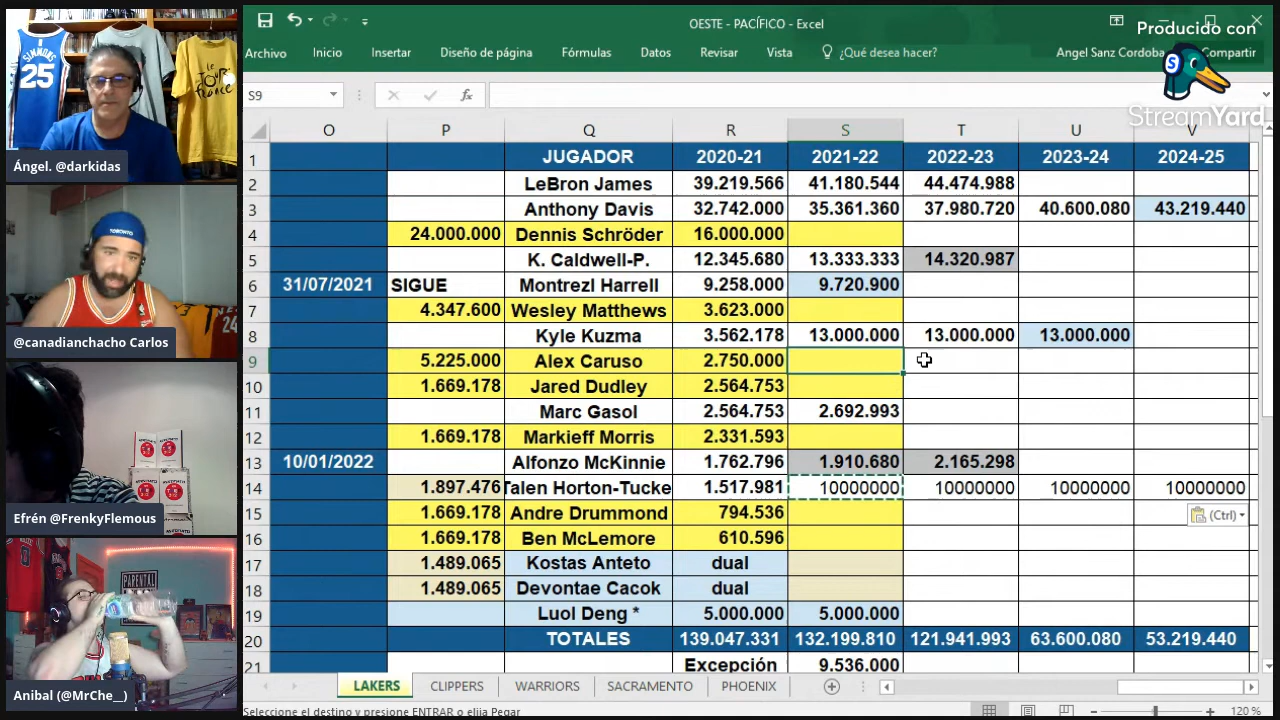 OESTE - PACÍFICO - Excel
Producido con
StreamYard
Archivo Inicio Insertar Diseño de página Fórmulas Datos Revisar Vista ¿Qué desea hacer? Angel Sanz Cordoba Compartir
S9 fx
O P Q R S T U V
1 JUGADOR 2020-21 2021-22 2022-23 2023-24 2024-25
2 LeBron James 39.219.566 41.180.544 44.474.988
3 Anthony Davis 32.742.000 35.361.360 37.980.720 40.600.080 43.219.440
4 24.000.000 Dennis Schröder 16.000.000
5 K. Caldwell-P. 12.345.680 13.333.333 14.320.987
6 31/07/2021 SIGUE Montrezl Harrell 9.258.000 9.720.900
7 4.347.600 Wesley Matthews 3.623.000
8 Kyle Kuzma 3.562.178 13.000.000 13.000.000 13.000.000
9 5.225.000 Alex Caruso 2.750.000
10 1.669.178 Jared Dudley 2.564.753
11 Marc Gasol 2.564.753 2.692.993
12 1.669.178 Markieff Morris 2.331.593
13 10/01/2022 Alfonzo McKinnie 1.762.796 1.910.680 2.165.298
14 1.897.476 Talen Horton-Tucke 1.517.981 10000000 10000000 10000000 10000000
15 1.669.178 Andre Drummond 794.536
16 1.669.178 Ben McLemore 610.596
17 1.489.065 Kostas Anteto dual
18 1.489.065 Devontae Cacok dual
19 Luol Deng * 5.000.000 5.000.000
20 TOTALES 139.047.331 132.199.810 121.941.993 63.600.080 53.219.440
21 Excepción 9.536.000
(Ctrl)
LAKERS CLIPPERS WARRIORS SACRAMENTO PHOENIX
Seleccione el destino y presione ENTRAR o elija Pegar
120 %
SIMMONS
25
LE
TOUR
FRANCE
Ángel. @darkidas
TORONTO
24
@canadianchacho Carlos
Efrén @FrenkyFlemous
PARENTAL
Anibal (@MrChe__)